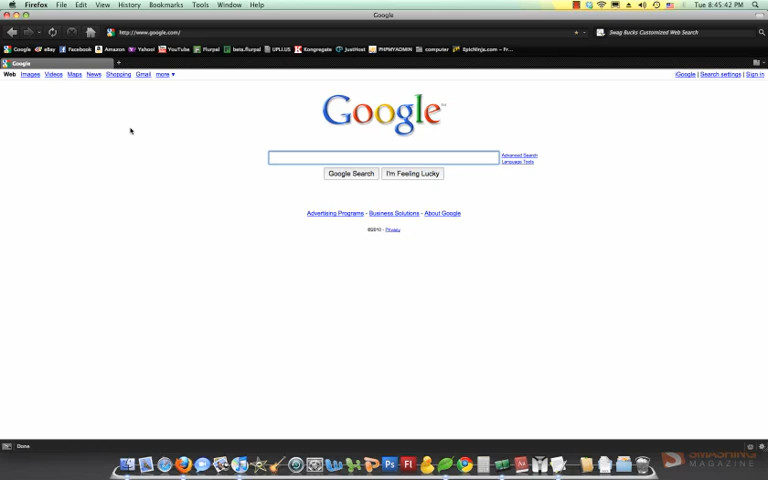 Firefox File Edit View History Bookmarks Tools Window Help Tue 8:45:42 PM
Google
http://www.google.com/ Swag Bucks Customized Web Search
Google eBay Facebook Amazon Yahoo! YouTube Flurpal beta.flurpal UPLI.US Kongregate JustHost PHPMYADMIN computer EpicNinja.com – Fr...
Google
Web Images Videos Maps News Shopping Gmail more ▼ iGoogle | Search settings | Sign in
Google
Advanced Search
Language Tools
Google Search I'm Feeling Lucky
Advertising Programs - Business Solutions - About Google
©2010 - Privacy
Done
Ps Fl
SMASHING
MAGAZINE